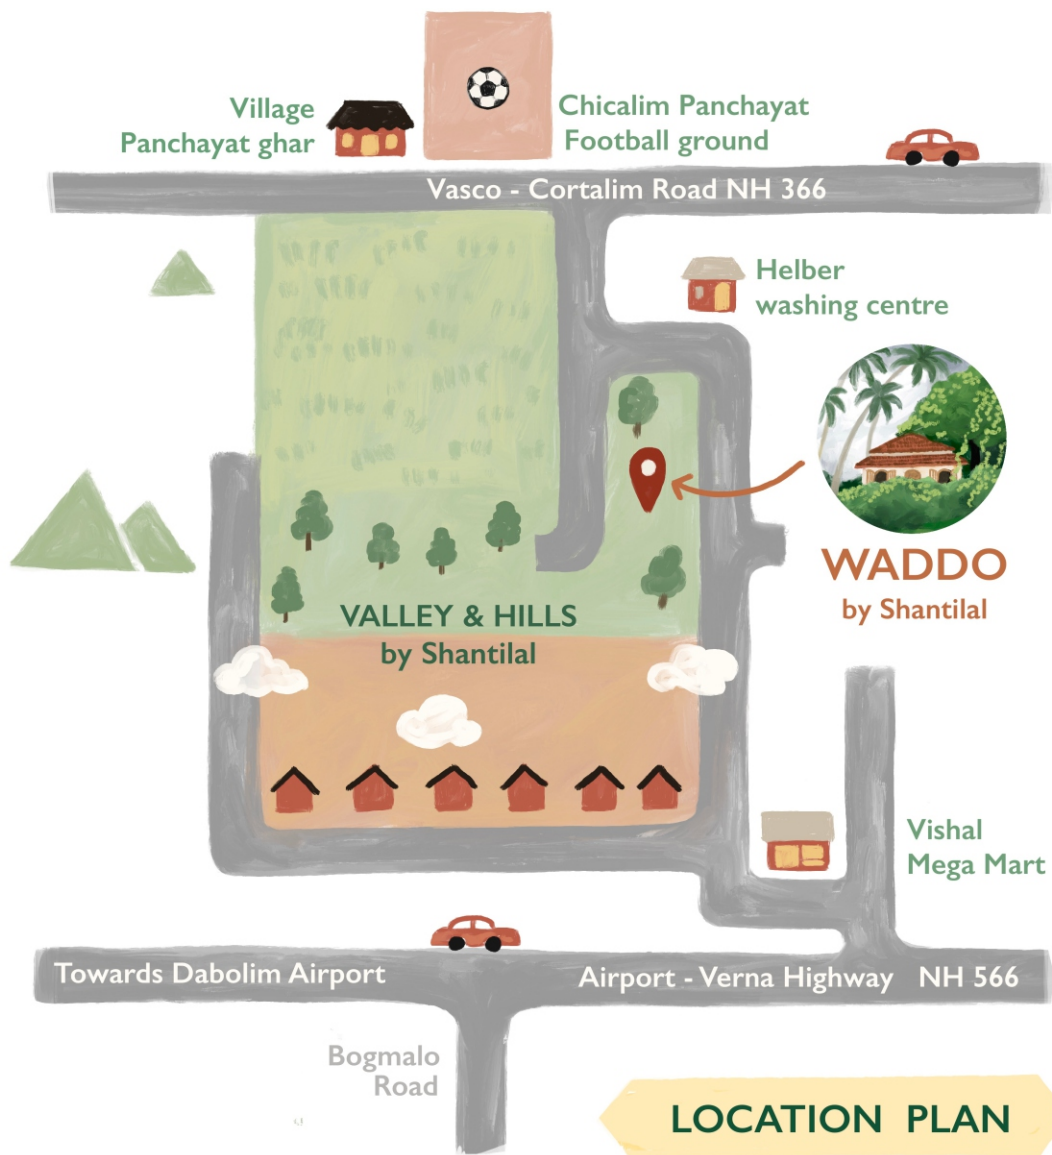 Village
Panchayat ghar
Chicalim Panchayat
Football ground
Vasco - Cortalim Road NH 366
Helber
washing centre
WADDO
by Shantilal
VALLEY & HILLS
by Shantilal
Vishal
Mega Mart
Towards Dabolim Airport
Airport - Verna Highway NH 566
Bogmalo
Road
LOCATION PLAN